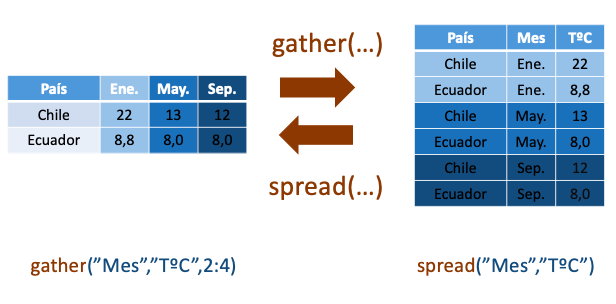 País Ene. May. Sep.
Chile 22 13 12
Ecuador 8,8 8,0 8,0
gather(…)
spread(…)
País Mes TºC
Chile Ene. 22
Ecuador Ene. 8,8
Chile May. 13
Ecuador May. 8,0
Chile Sep. 12
Ecuador Sep. 8,0
gather(”Mes”,”TºC”,2:4)
spread(”Mes”,”TºC”)